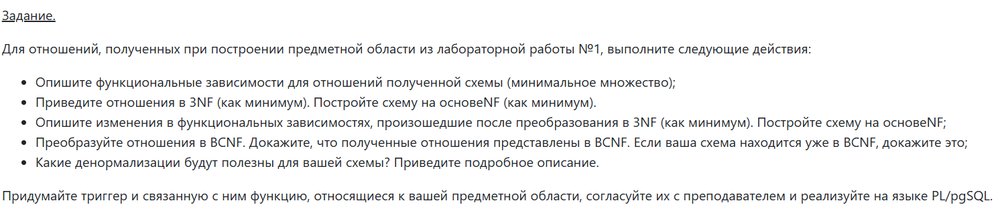 Задание.
Для отношений, полученных при построении предметной области из лабораторной работы №1, выполните следующие действия:
• Опишите функциональные зависимости для отношений полученной схемы (минимальное множество);
• Приведите отношения в 3NF (как минимум). Постройте схему на основеNF (как минимум).
• Опишите изменения в функциональных зависимостях, произошедшие после преобразования в 3NF (как минимум). Постройте схему на основеNF;
• Преобразуйте отношения в BCNF. Докажите, что полученные отношения представлены в BCNF. Если ваша схема находится уже в BCNF, докажите это;
• Какие денормализации будут полезны для вашей схемы? Приведите подробное описание.
Придумайте триггер и связанную с ним функцию, относящиеся к вашей предметной области, согласуйте их с преподавателем и реализуйте на языке PL/pgSQL.